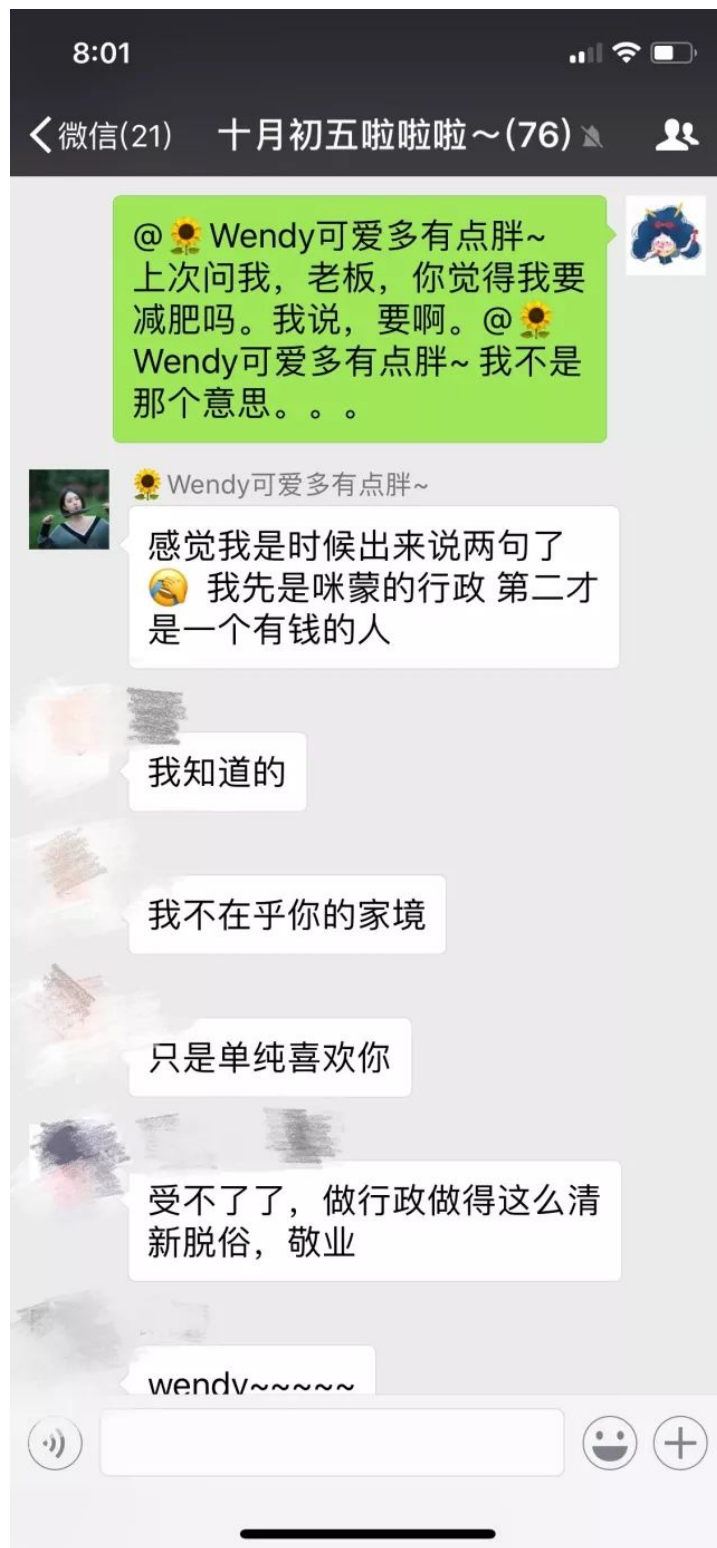 8:01
微信(21) 十月初五啦啦啦～(76)
@🌻Wendy可爱多有点胖~
上次问我，老板，你觉得我要
减肥吗。我说，要啊。@🌻
Wendy可爱多有点胖~ 我不是
那个意思。。。
🌻Wendy可爱多有点胖~
感觉我是时候出来说两句了
🤦 我先是咪蒙的行政 第二才
是一个有钱的人
我知道的
我不在乎你的家境
只是单纯喜欢你
受不了了，做行政做得这么清
新脱俗，敬业
wendy~~~~~